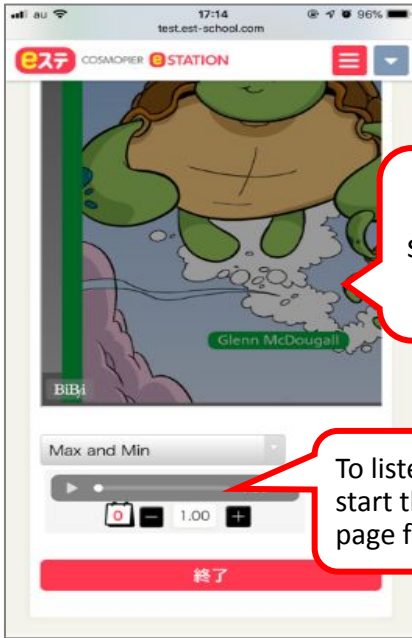 au 17:14 96%
test.est-school.com
eステ COSMOPIER e STATION
Glenn McDougall
BiB/i
Max and Min
0 1.00
To liste
start th
page f
終了